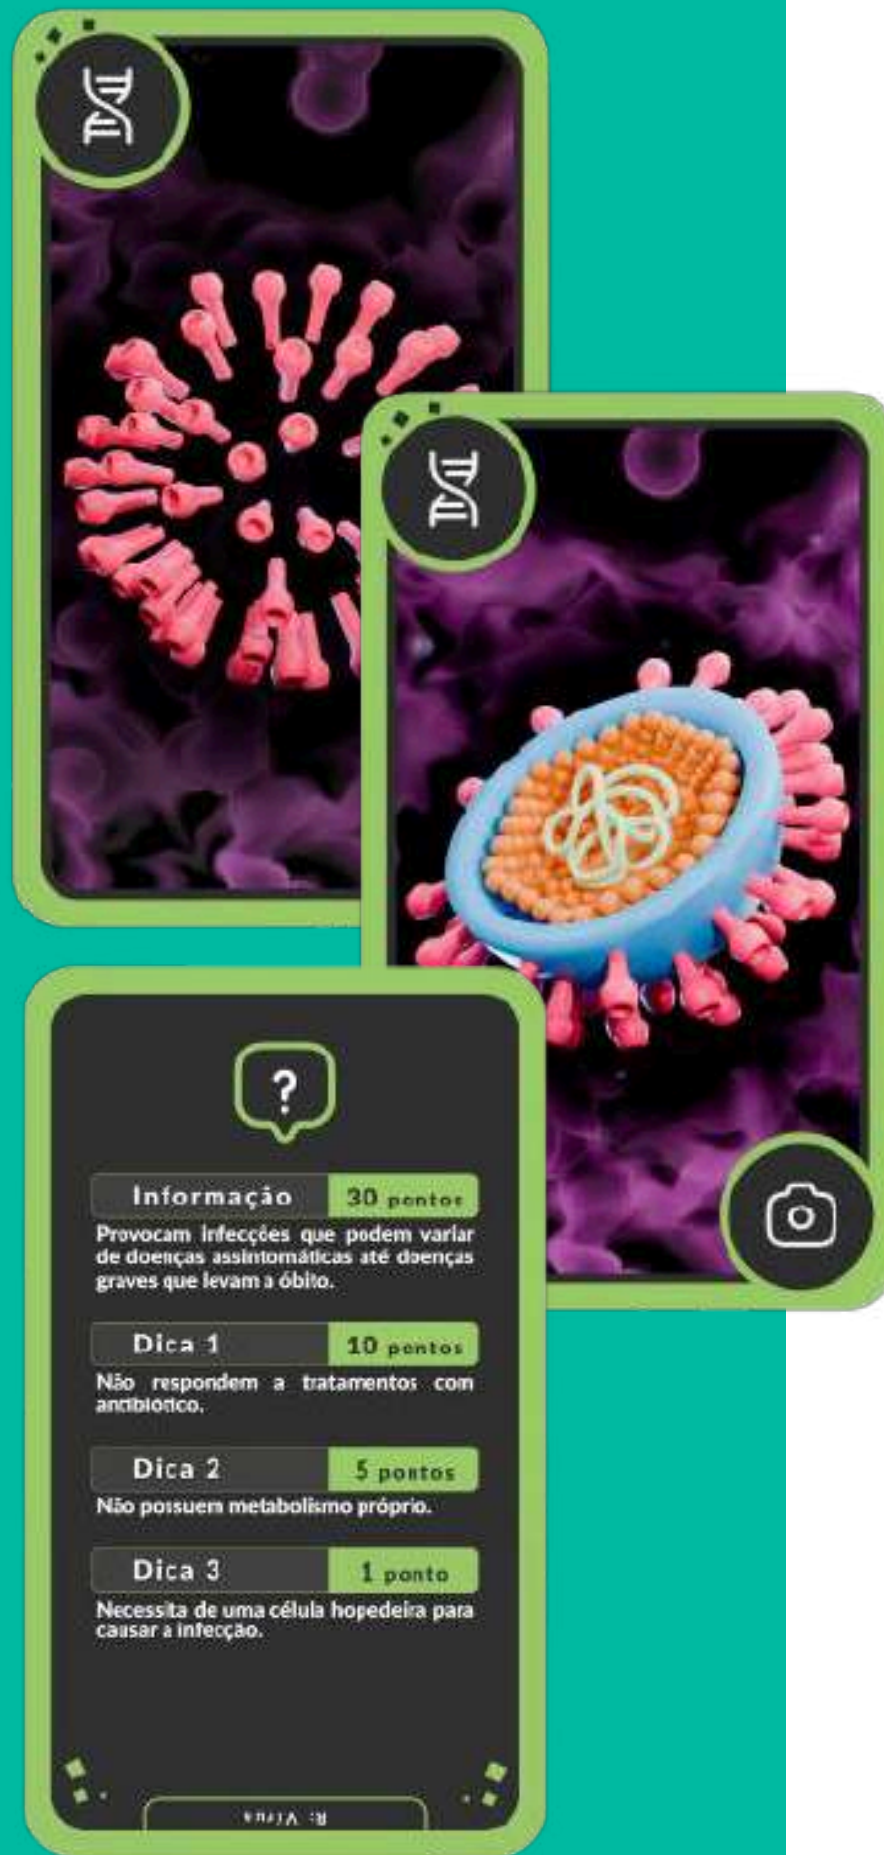 ?
Informação 30 pontos
Provocam infecções que podem variar
de doenças assintomáticas até doenças
graves que levam a óbito.
Dica 1 10 pontos
Não respondem a tratamentos com
antibiótico.
Dica 2 5 pontos
Não possuem metabolismo próprio.
Dica 3 1 ponto
Necessita de uma célula hopedeira para
causar a infecção.
R: Vírus